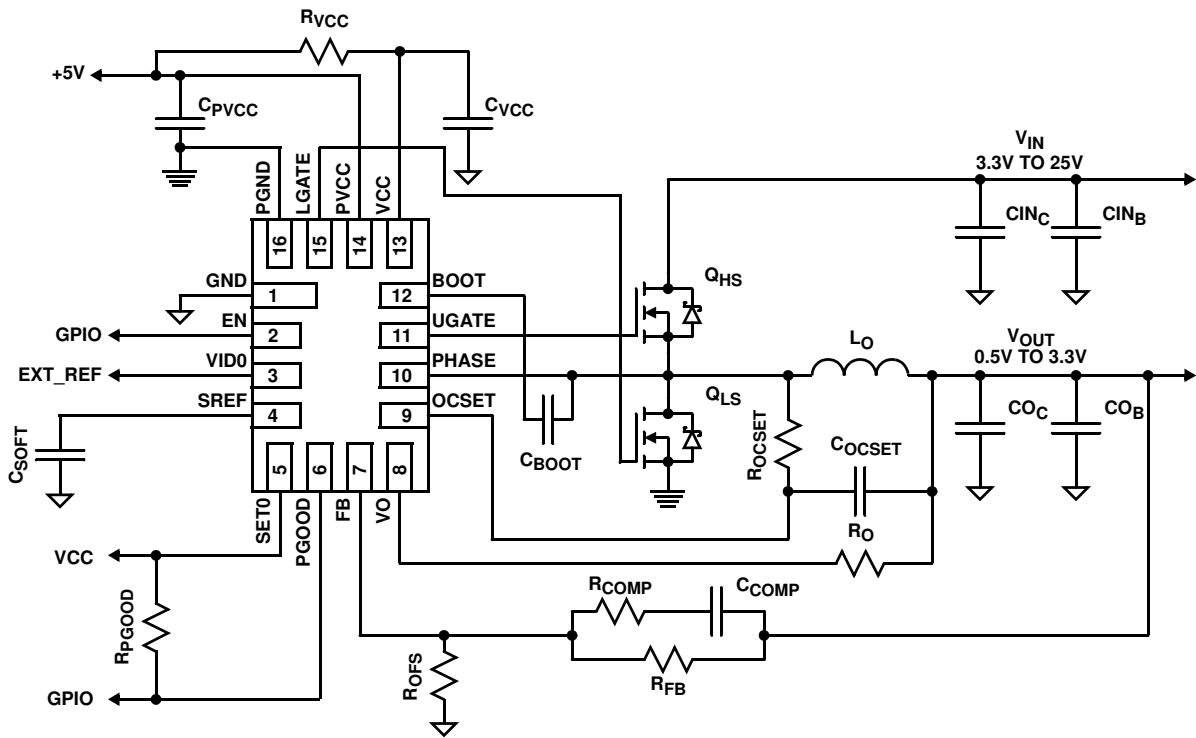 RVCC
+5V
CPVCC
CVCC
PGND
LGATE
PVCC
VCC
16
15
14
13
VIN
3.3V TO 25V
CINC
CINB
GND
1
12
BOOT
QHS
GPIO
EN
2
11
UGATE
EXT_REF
VID0
3
10
PHASE
LO
VOUT
0.5V TO 3.3V
SREF
4
9
OCSET
QLS
COC
COB
CSOFT
CBOOT
ROCSET
COCSET
5
6
7
8
SET0
PGOOD
FB
VO
RO
VCC
RPGOOD
GPIO
RCOMP
CCOMP
ROFS
RFB